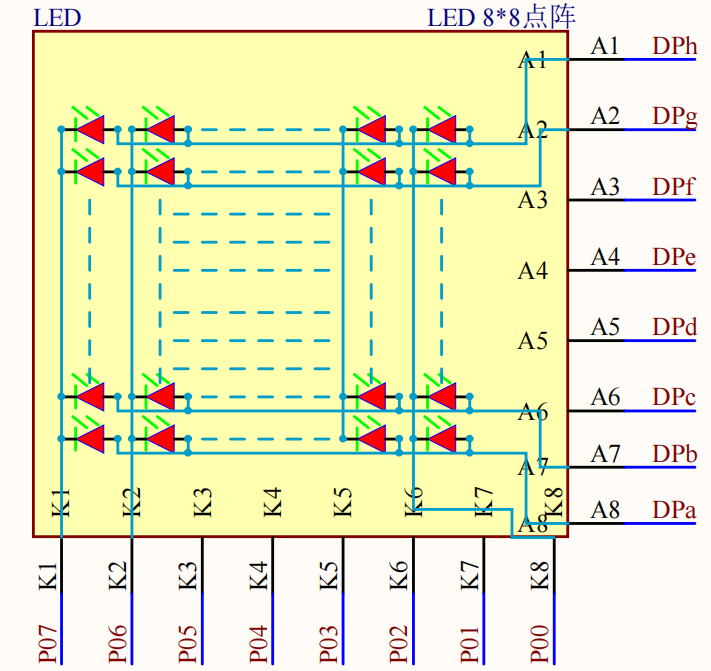 LED
LED 8*8点阵
A1 A1 DPh
A2 A2 DPg
A3 A3 DPf
A4 A4 DPe
A5 A5 DPd
A6 A6 DPc
A7 A7 DPb
A8 A8 DPa
K1 K2 K3 K4 K5 K6 K7 K8
K1 K2 K3 K4 K5 K6 K7 K8
P07 P06 P05 P04 P03 P02 P01 P00